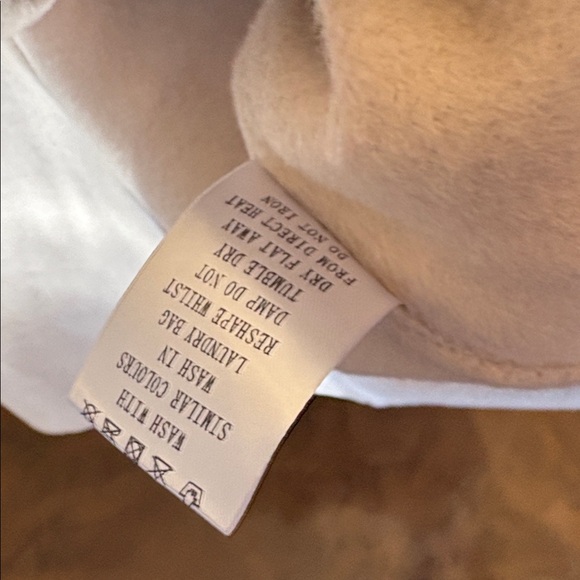 WASH WITH
SIMILAR COLOURS
WASH IN
LAUNDRY BAG
RESHAPE WHILST
DAMP DO NOT
TUMBLE DRY
DRY FLAT AWAY
FROM DIRECT HEAT
DO NOT IRON